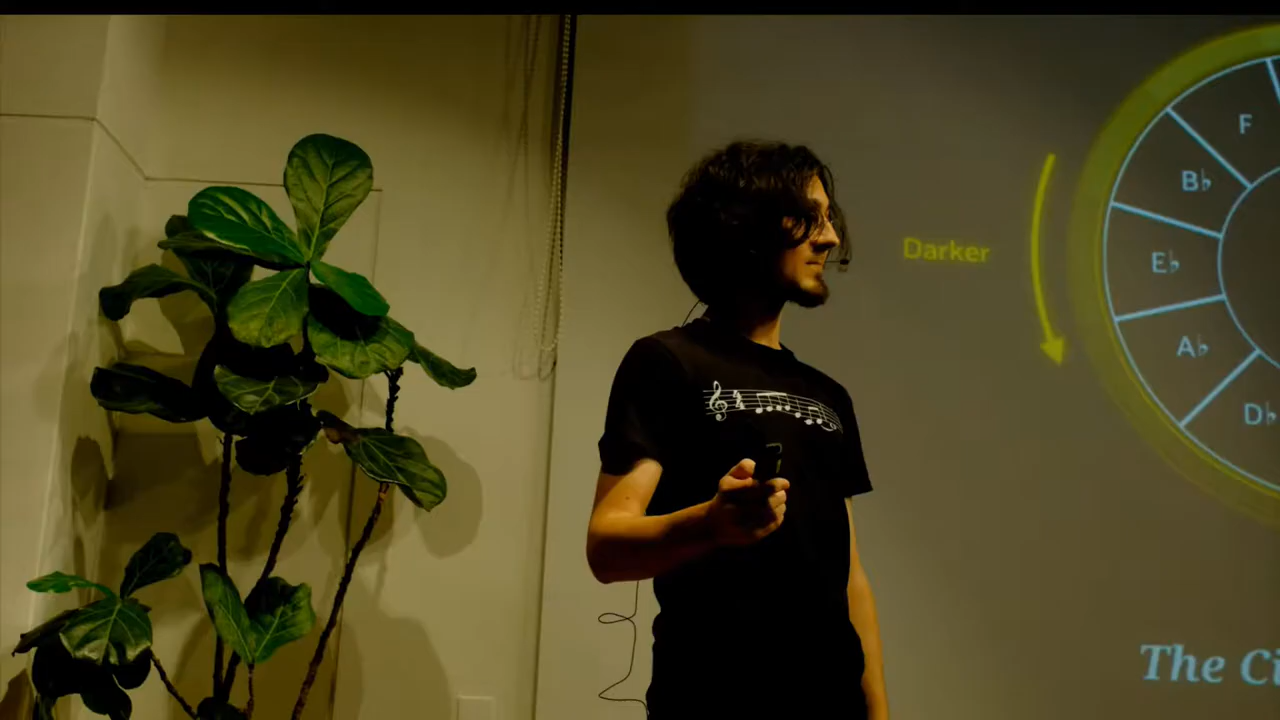 F
B♭
Darker
E♭
A♭
D♭
The Ci